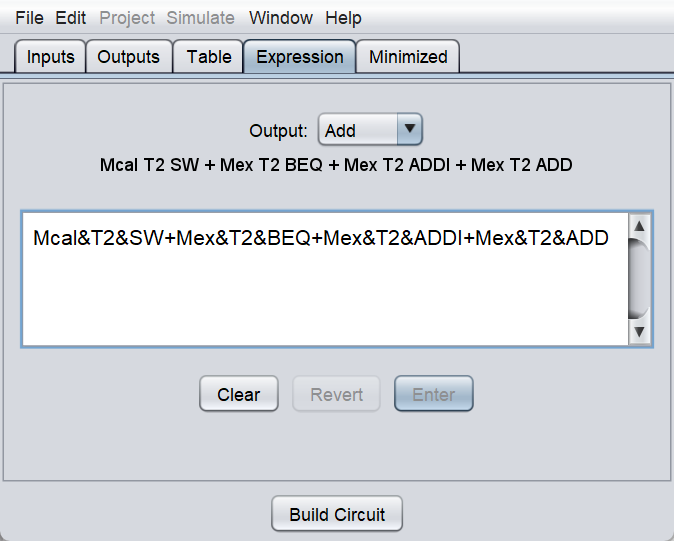 File Edit Project Simulate Window Help
Inputs Outputs Table Expression Minimized
Output: Add
Mcal T2 SW + Mex T2 BEQ + Mex T2 ADDI + Mex T2 ADD
Mcal&T2&SW+Mex&T2&BEQ+Mex&T2&ADDI+Mex&T2&ADD
Clear Revert Enter
Build Circuit